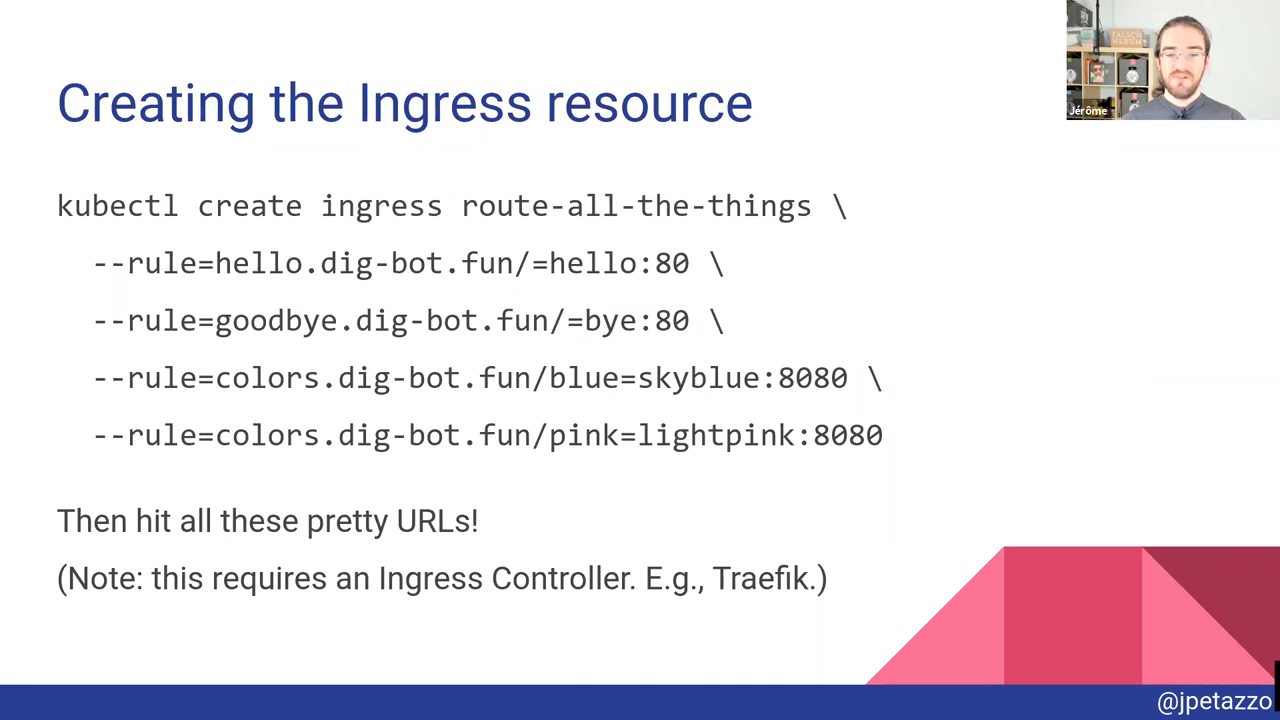 Creating the Ingress resource
Jérôme
kubectl create ingress route-all-the-things \
--rule=hello.dig-bot.fun/=hello:80 \
--rule=goodbye.dig-bot.fun/=bye:80 \
--rule=colors.dig-bot.fun/blue=skyblue:8080 \
--rule=colors.dig-bot.fun/pink=lightpink:8080
Then hit all these pretty URLs!
(Note: this requires an Ingress Controller. E.g., Traefik.)
@jpetazzo